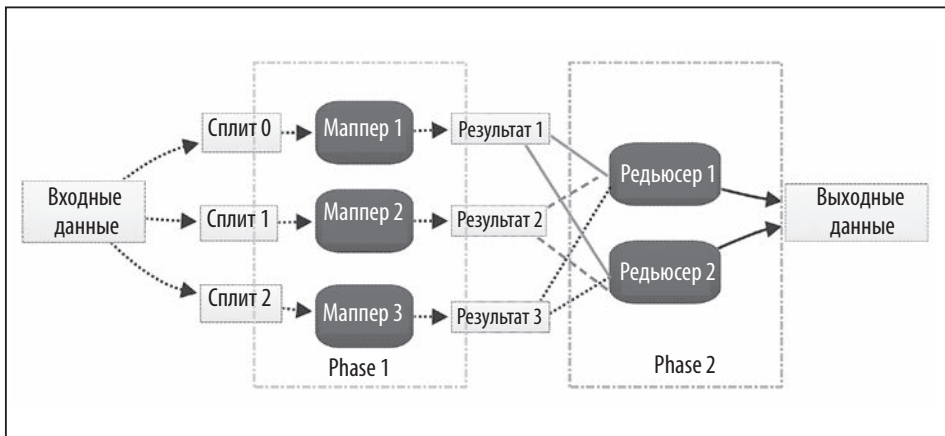 Входные
данные
Сплит 0
Сплит 1
Сплит 2
Маппер 1
Маппер 2
Маппер 3
Phase 1
Результат 1
Результат 2
Результат 3
Редьюсер 1
Редьюсер 2
Phase 2
Выходные
данные